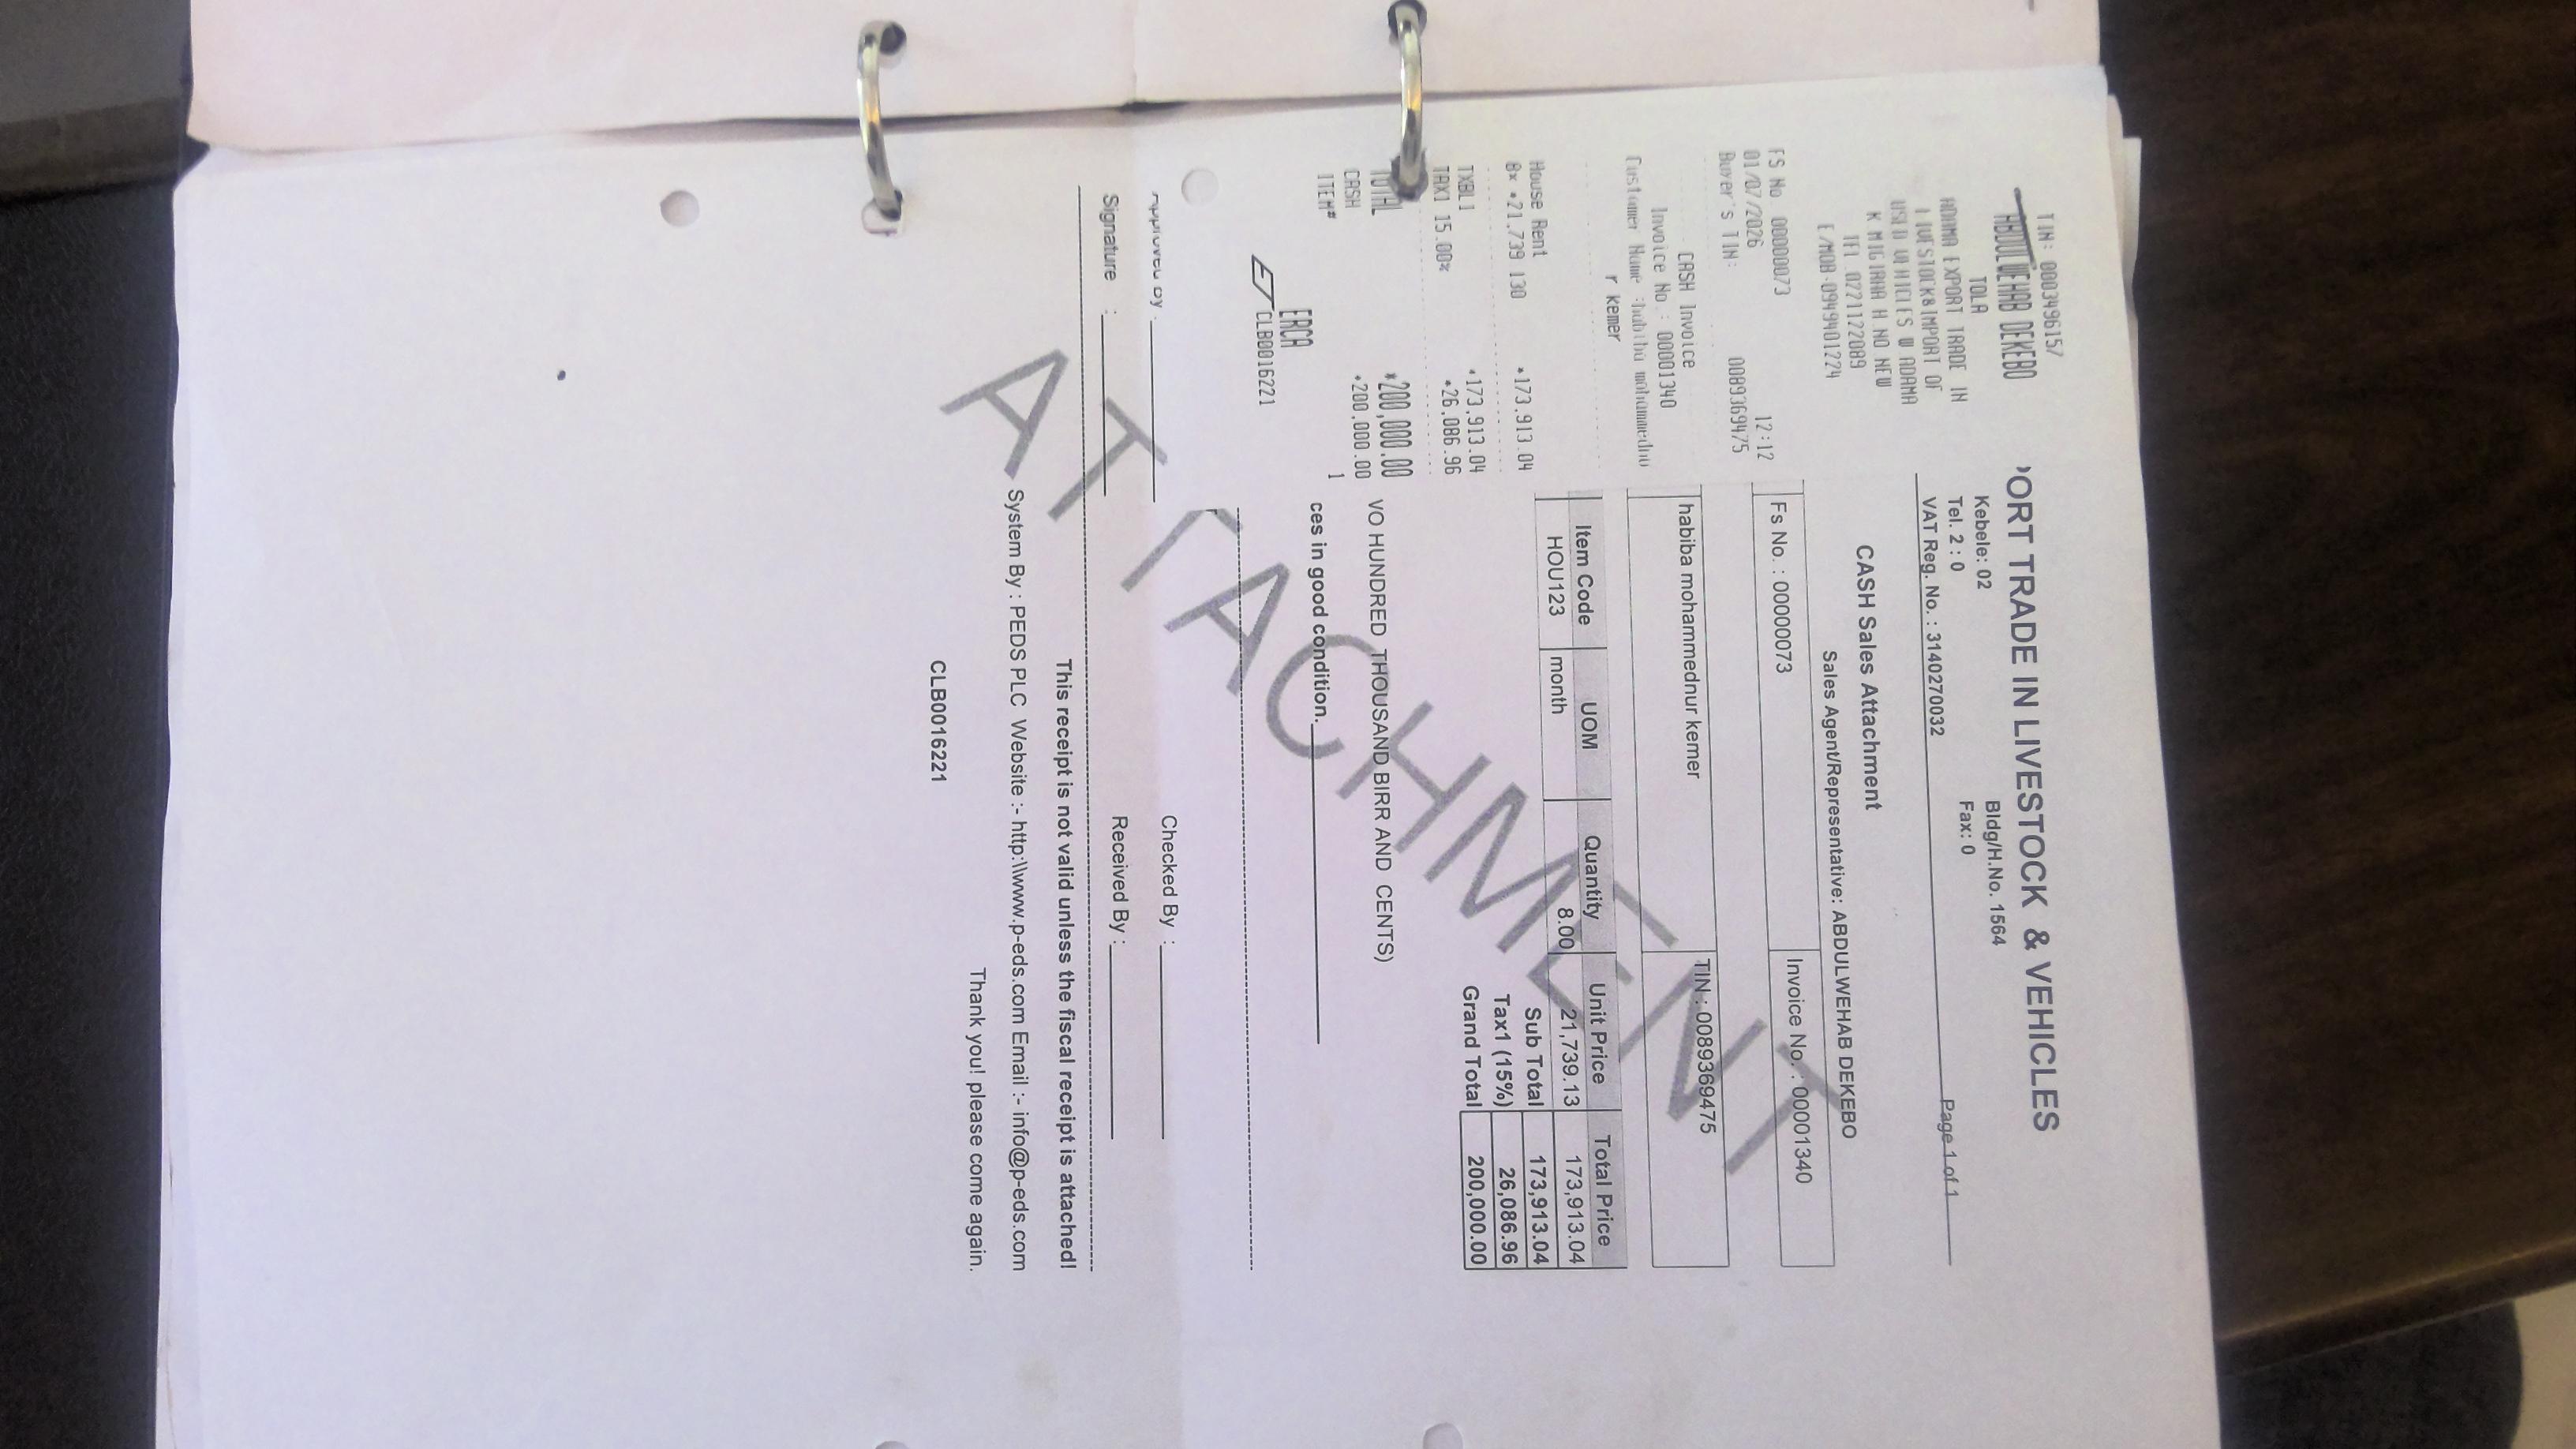 TIN: 0003496157
ABDULWEHAB DEKEBO
TOLA
ADAMA EXPORT TRADE IN
LIVESTOCK&IMPORT OF
USED VEHICLES W ADAMA
K MIGIRAA H NO NEW
TEL 0221122089
E/MOB-0949401224
FS No 00000073
01/07/2026 12:12
Buyer's TIN: 0089369475
CASH Invoice
Invoice No : 00001340
Customer Name :habiba mohammednu
r kemer
House Rent
8x *21,739 130 *173,913.04
TXBL1 *173,913.04
TAX1 15.00% *26,086.96
TOTAL *200,000.00
CASH *200,000.00
ITEM# 1
ERCA
ET CLB0016221
PORT TRADE IN LIVESTOCK & VEHICLES
Kebele: 02 Bldg/H.No. 1564
Tel. 2 : 0 Fax: 0
VAT Reg. No. : 3140270032 Page 1 of 1
CASH Sales Attachment
Sales Agent/Representative: ABDULWEHAB DEKEBO
Fs No. : 00000073 Invoice No. : 00001340
habiba mohammednur kemer TIN : 0089369475
Item Code UOM Quantity Unit Price Total Price
HOU123 month 8.00 21,739.13 173,913.04
Sub Total 173,913.04
Tax1 (15%) 26,086.96
Grand Total 200,000.00
VO HUNDRED THOUSAND BIRR AND CENTS)
ces in good condition.
Approved By : Checked By :
Signature : Received By :
This receipt is not valid unless the fiscal receipt is attached!
System By : PEDS PLC Website :- http:\\www.p-eds.com Email :- info@p-eds.com
Thank you! please come again.
CLB0016221
ATTACHMENT